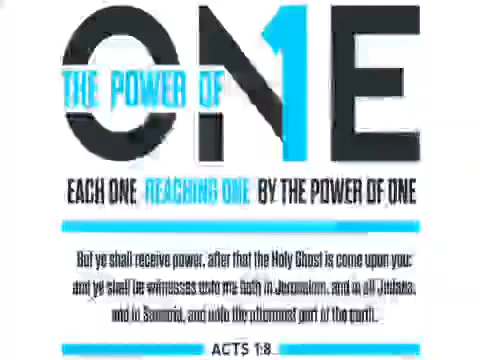 ONE
THE POWER OF
EACH ONE REACHING ONE BY THE POWER OF ONE
But ye shall receive power, after that the Holy Ghost is come upon you:
and ye shall be witnesses unto me both in Jerusalem, and in all Judaea,
and in Samaria, and unto the uttermost part of the earth.
ACTS 1:8